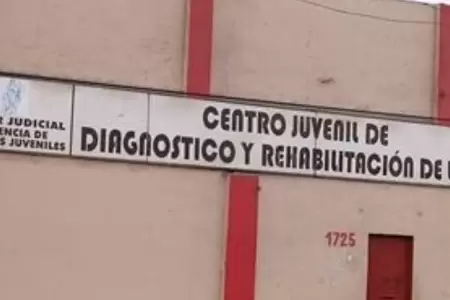 JUDICIAL
ENCIA DE
JUVENILES
CENTRO JUVENIL DE
DIAGNOSTICO Y REHABILITACIÓN DE
1725